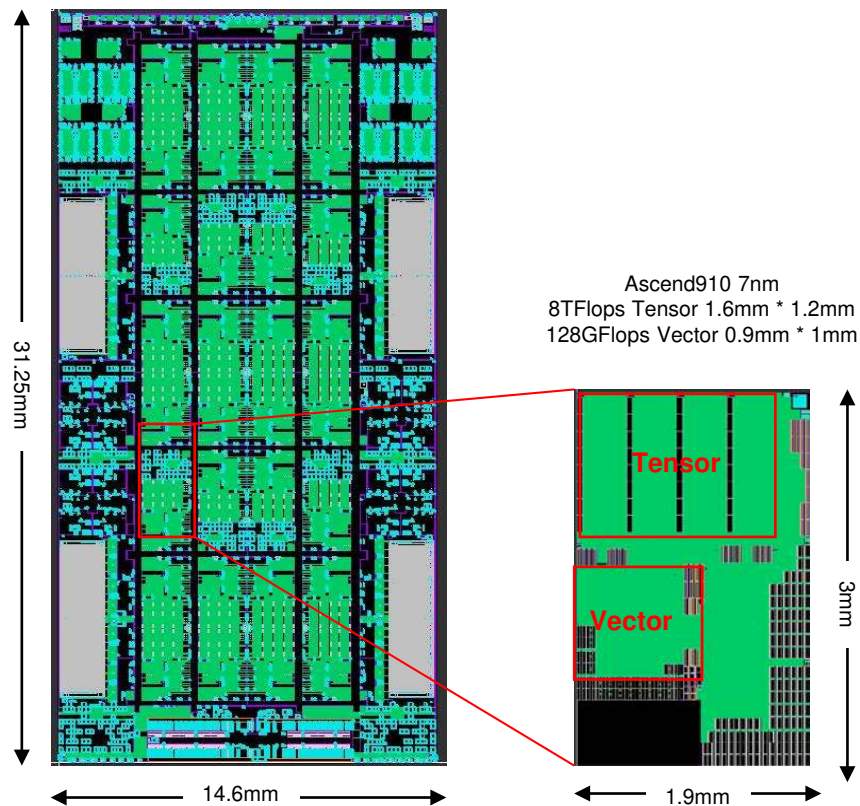 31.25mm
14.6mm
Ascend910 7nm
8TFlops Tensor 1.6mm * 1.2mm
128GFlops Vector 0.9mm * 1mm
Tensor
Vector
3mm
1.9mm